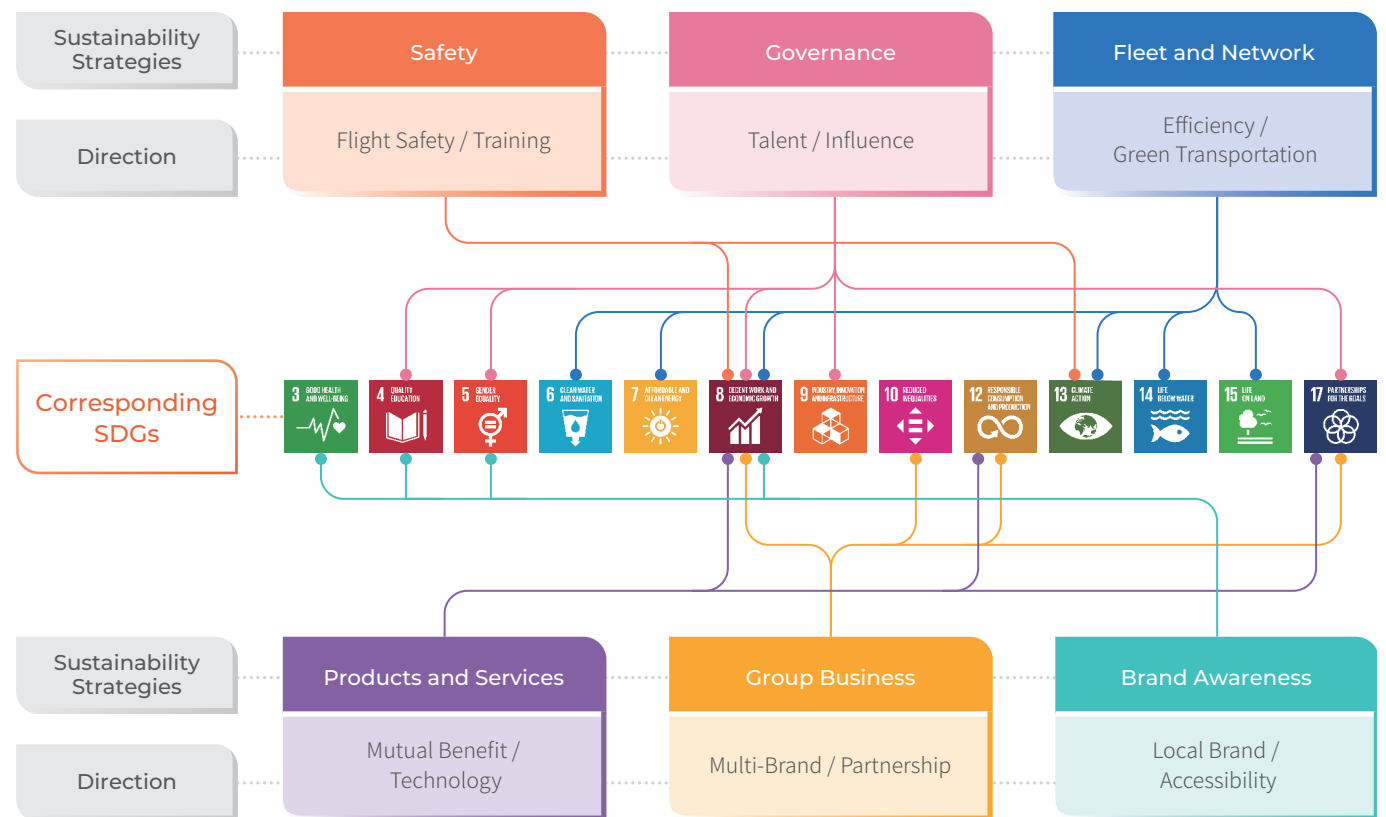 Sustainability
Strategies
Safety
Governance
Fleet and Network
Direction
Flight Safety / Training
Talent / Influence
Efficiency /
Green Transportation
Corresponding
SDGs
3 GOOD HEALTH
AND WELL-BEING
4 QUALITY
EDUCATION
5 GENDER
EQUALITY
6 CLEAN WATER
AND SANITATION
7 AFFORDABLE AND
CLEAN ENERGY
8 DECENT WORK AND
ECONOMIC GROWTH
9 INDUSTRY, INNOVATION
AND INFRASTRUCTURE
10 REDUCED
INEQUALITIES
12 RESPONSIBLE
CONSUMPTION
AND PRODUCTION
13 CLIMATE
ACTION
14 LIFE
BELOW WATER
15 LIFE
ON LAND
17 PARTNERSHIPS
FOR THE GOALS
Sustainability
Strategies
Products and Services
Group Business
Brand Awareness
Direction
Mutual Benefit /
Technology
Multi-Brand / Partnership
Local Brand /
Accessibility